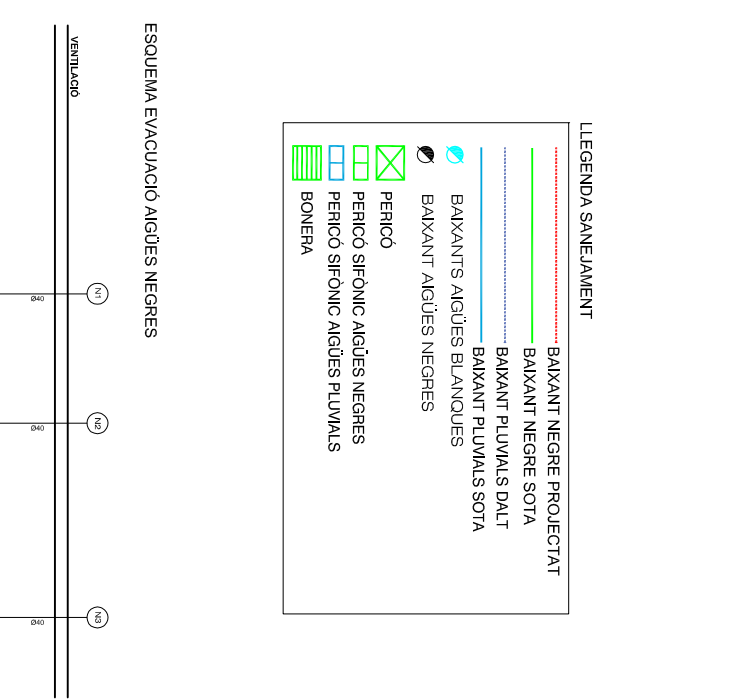 LLEGENDA SANEJAMENT
BAIXANT NEGRE PROJECTAT
BAIXANT NEGRE SOTA
BAIXANT PLUVIALS DALT
BAIXANT PLUVIALS SOTA
BAIXANTS AIGÜES BLANQUES
BAIXANT AIGÜES NEGRES
PERICÓ
PERICÓ SIFÒNIC AIGÜES NEGRES
PERICÓ SIFÒNIC AIGÜES PLUVIALS
BONERA
ESQUEMA EVACUACIÓ AIGÜES NEGRES
VENTILACIÓ
N1
N2
N3
Ø40
Ø40
Ø40